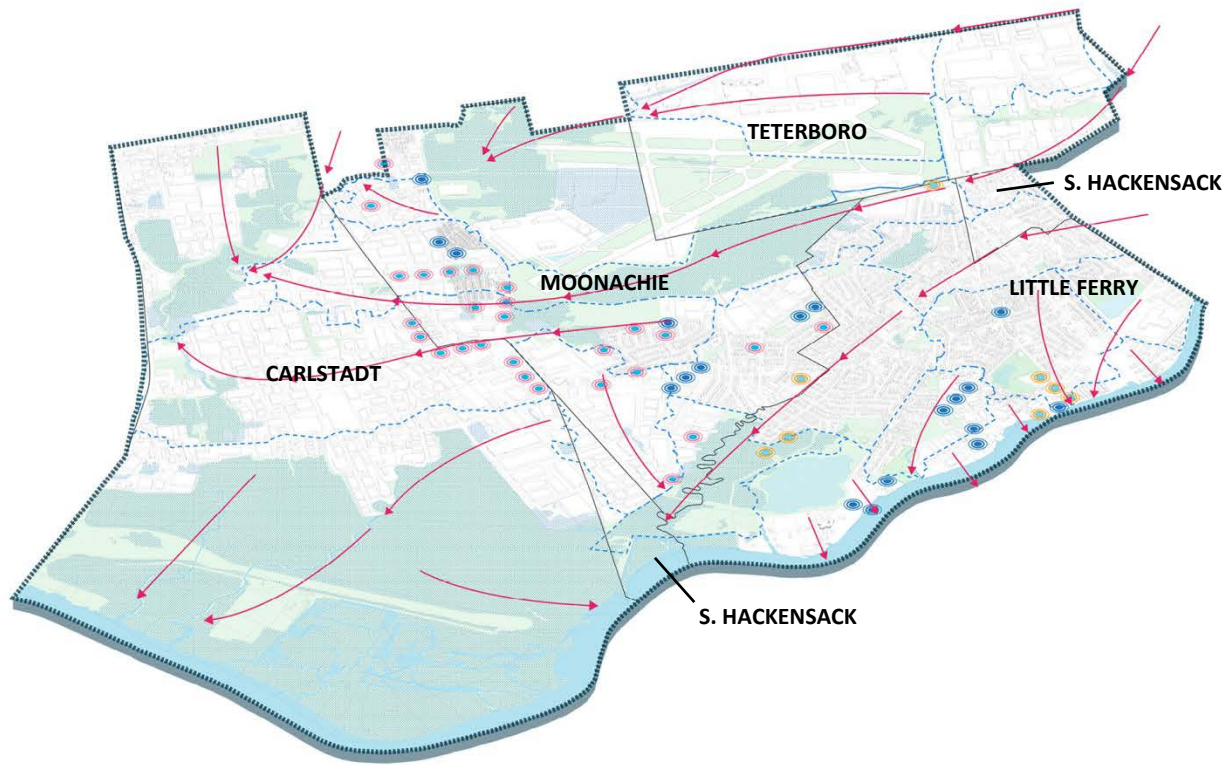 TETERBORO
S. HACKENSACK
MOONACHIE
LITTLE FERRY
CARLSTADT
S. HACKENSACK